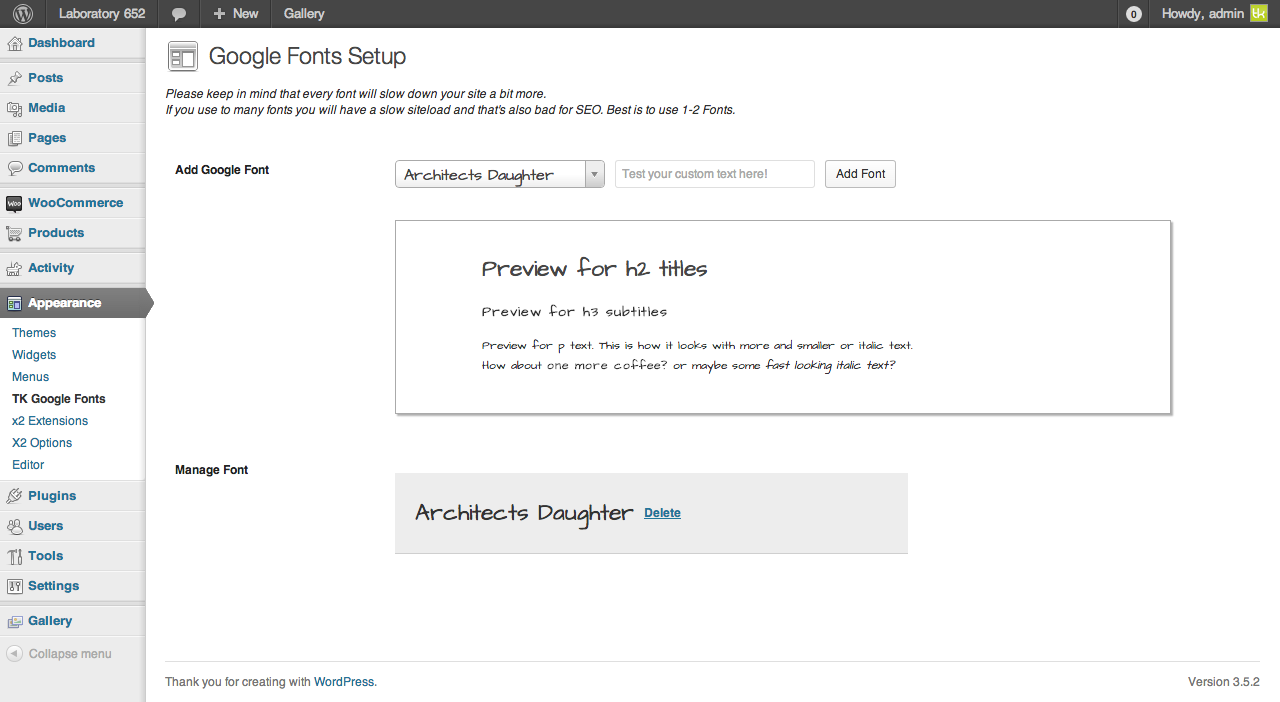 Laboratory 652 New Gallery 0 Howdy, admin tk
Dashboard
Posts
Media
Pages
Comments
Woo WooCommerce
Products
Activity
Appearance
Themes
Widgets
Menus
TK Google Fonts
x2 Extensions
X2 Options
Editor
Plugins
Users
Tools
Settings
Gallery
Collapse menu
Google Fonts Setup
Please keep in mind that every font will slow down your site a bit more.
If you use to many fonts you will have a slow siteload and that's also bad for SEO. Best is to use 1-2 Fonts.
Add Google Font Architects Daughter Test your custom text here! Add Font
Preview for h2 titles
Preview for h3 subtitles
Preview for p text. This is how it looks with more and smaller or italic text.
How about one more coffee? or maybe some fast looking italic text?
Manage Font
Architects Daughter Delete
Thank you for creating with WordPress. Version 3.5.2